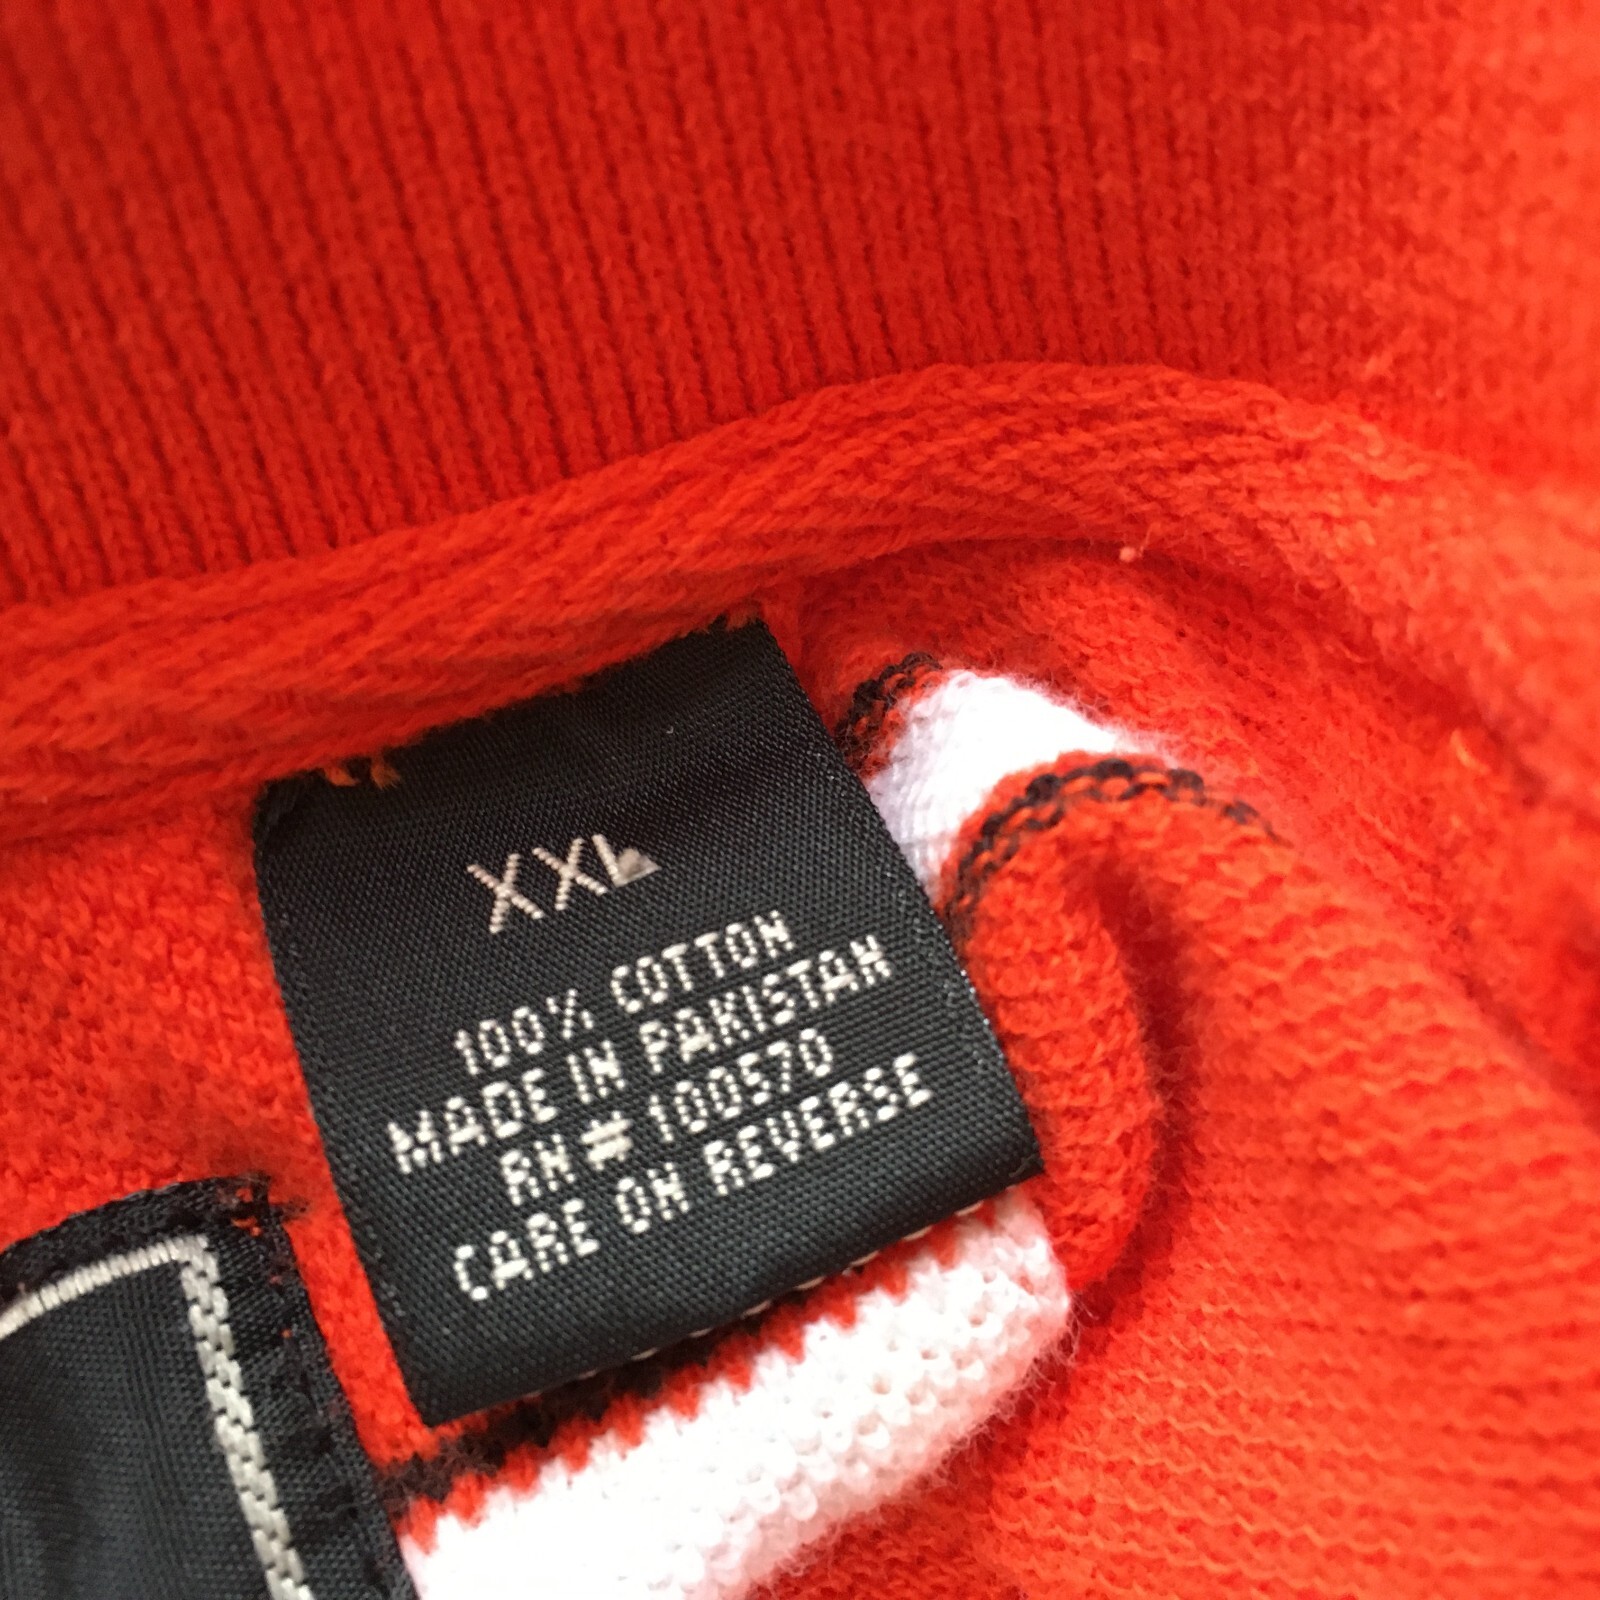 XXL
100% COTTON
MADE IN PAKISTAN
RN # 100570
CARE ON REVERSE